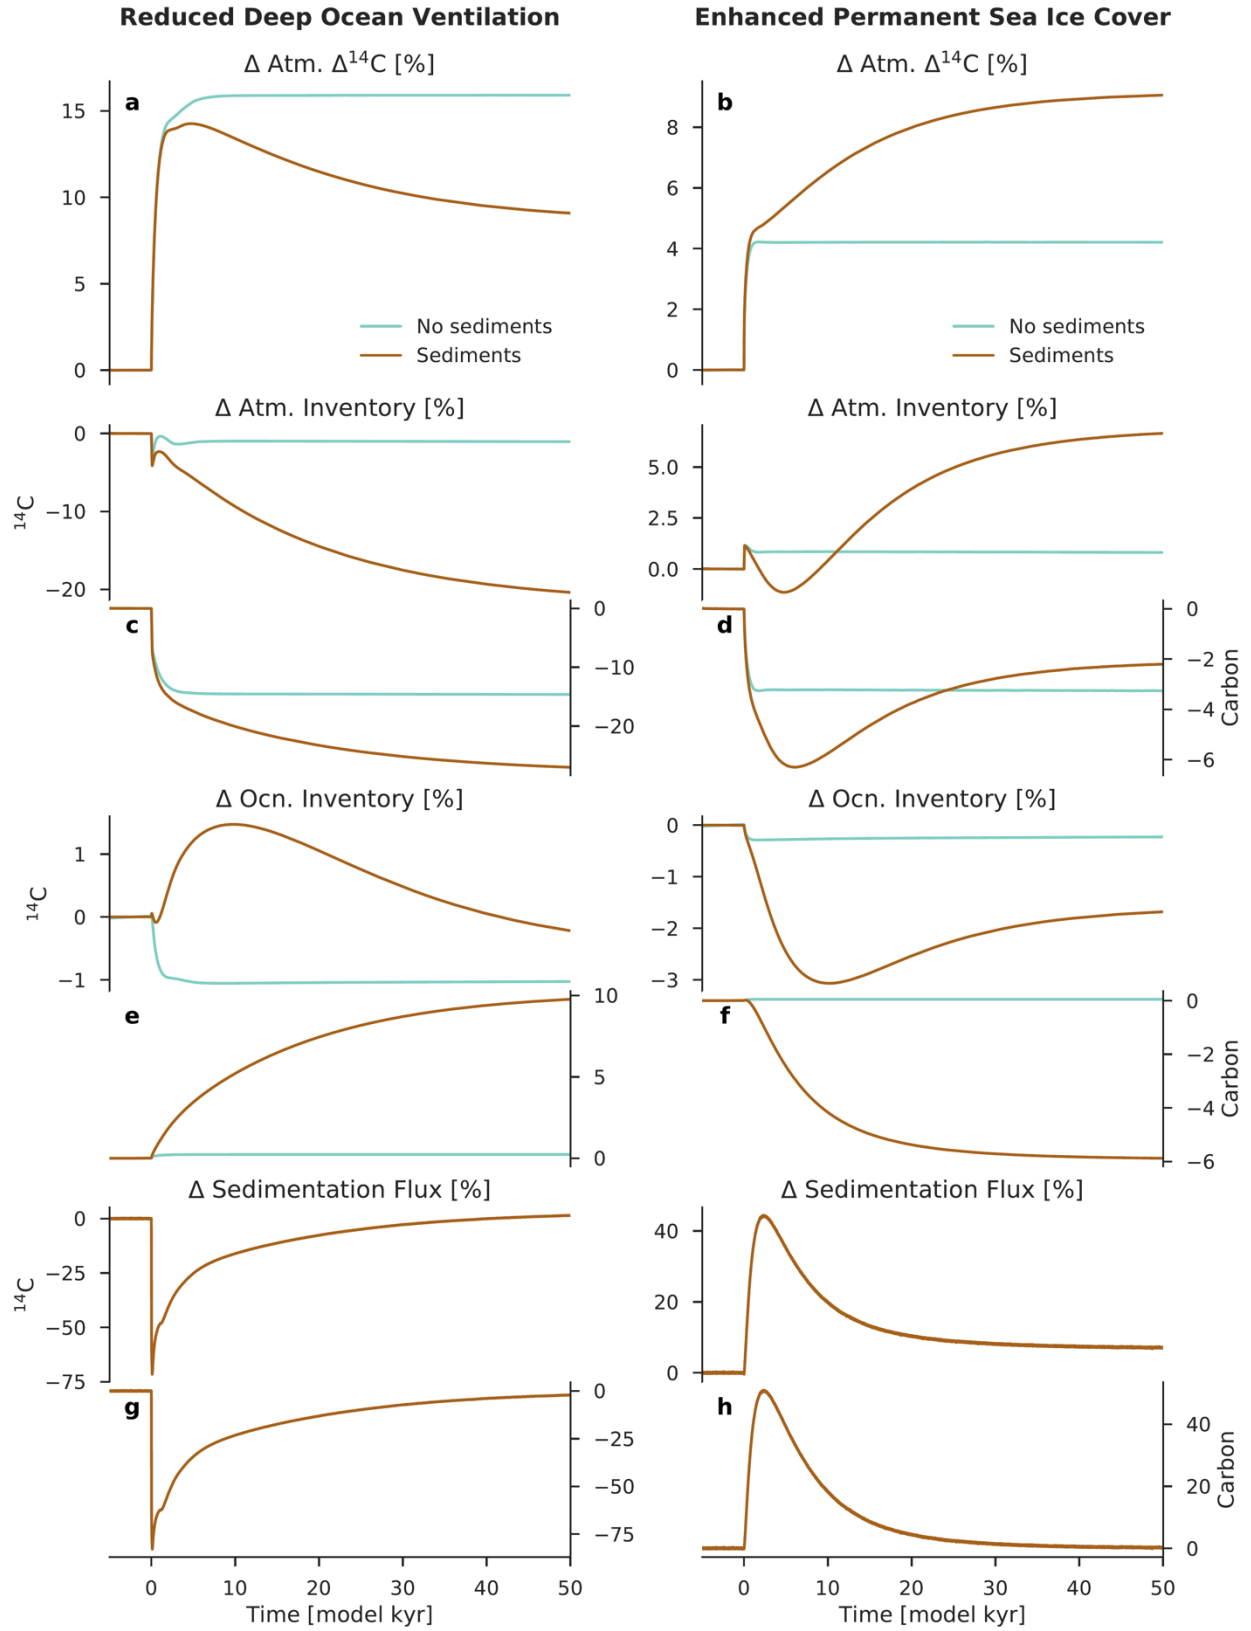 Reduced Deep Ocean Ventilation
Enhanced Permanent Sea Ice Cover
Δ Atm. Δ¹⁴C [%]
Δ Atm. Δ¹⁴C [%]
a
15
10
5
0
No sediments
Sediments
b
8
6
4
2
0
No sediments
Sediments
Δ Atm. Inventory [%]
Δ Atm. Inventory [%]
¹⁴C
0
−10
−20
c
0
−10
−20
5.0
2.5
0.0
d
0
−2
−4
−6
Carbon
Δ Ocn. Inventory [%]
Δ Ocn. Inventory [%]
¹⁴C
1
0
−1
e
10
5
0
0
−1
−2
−3
f
0
−2
−4
−6
Carbon
Δ Sedimentation Flux [%]
Δ Sedimentation Flux [%]
¹⁴C
0
−25
−50
−75
g
0
−25
−50
−75
40
20
0
h
40
20
0
Carbon
0 10 20 30 40 50
Time [model kyr]
0 10 20 30 40 50
Time [model kyr]